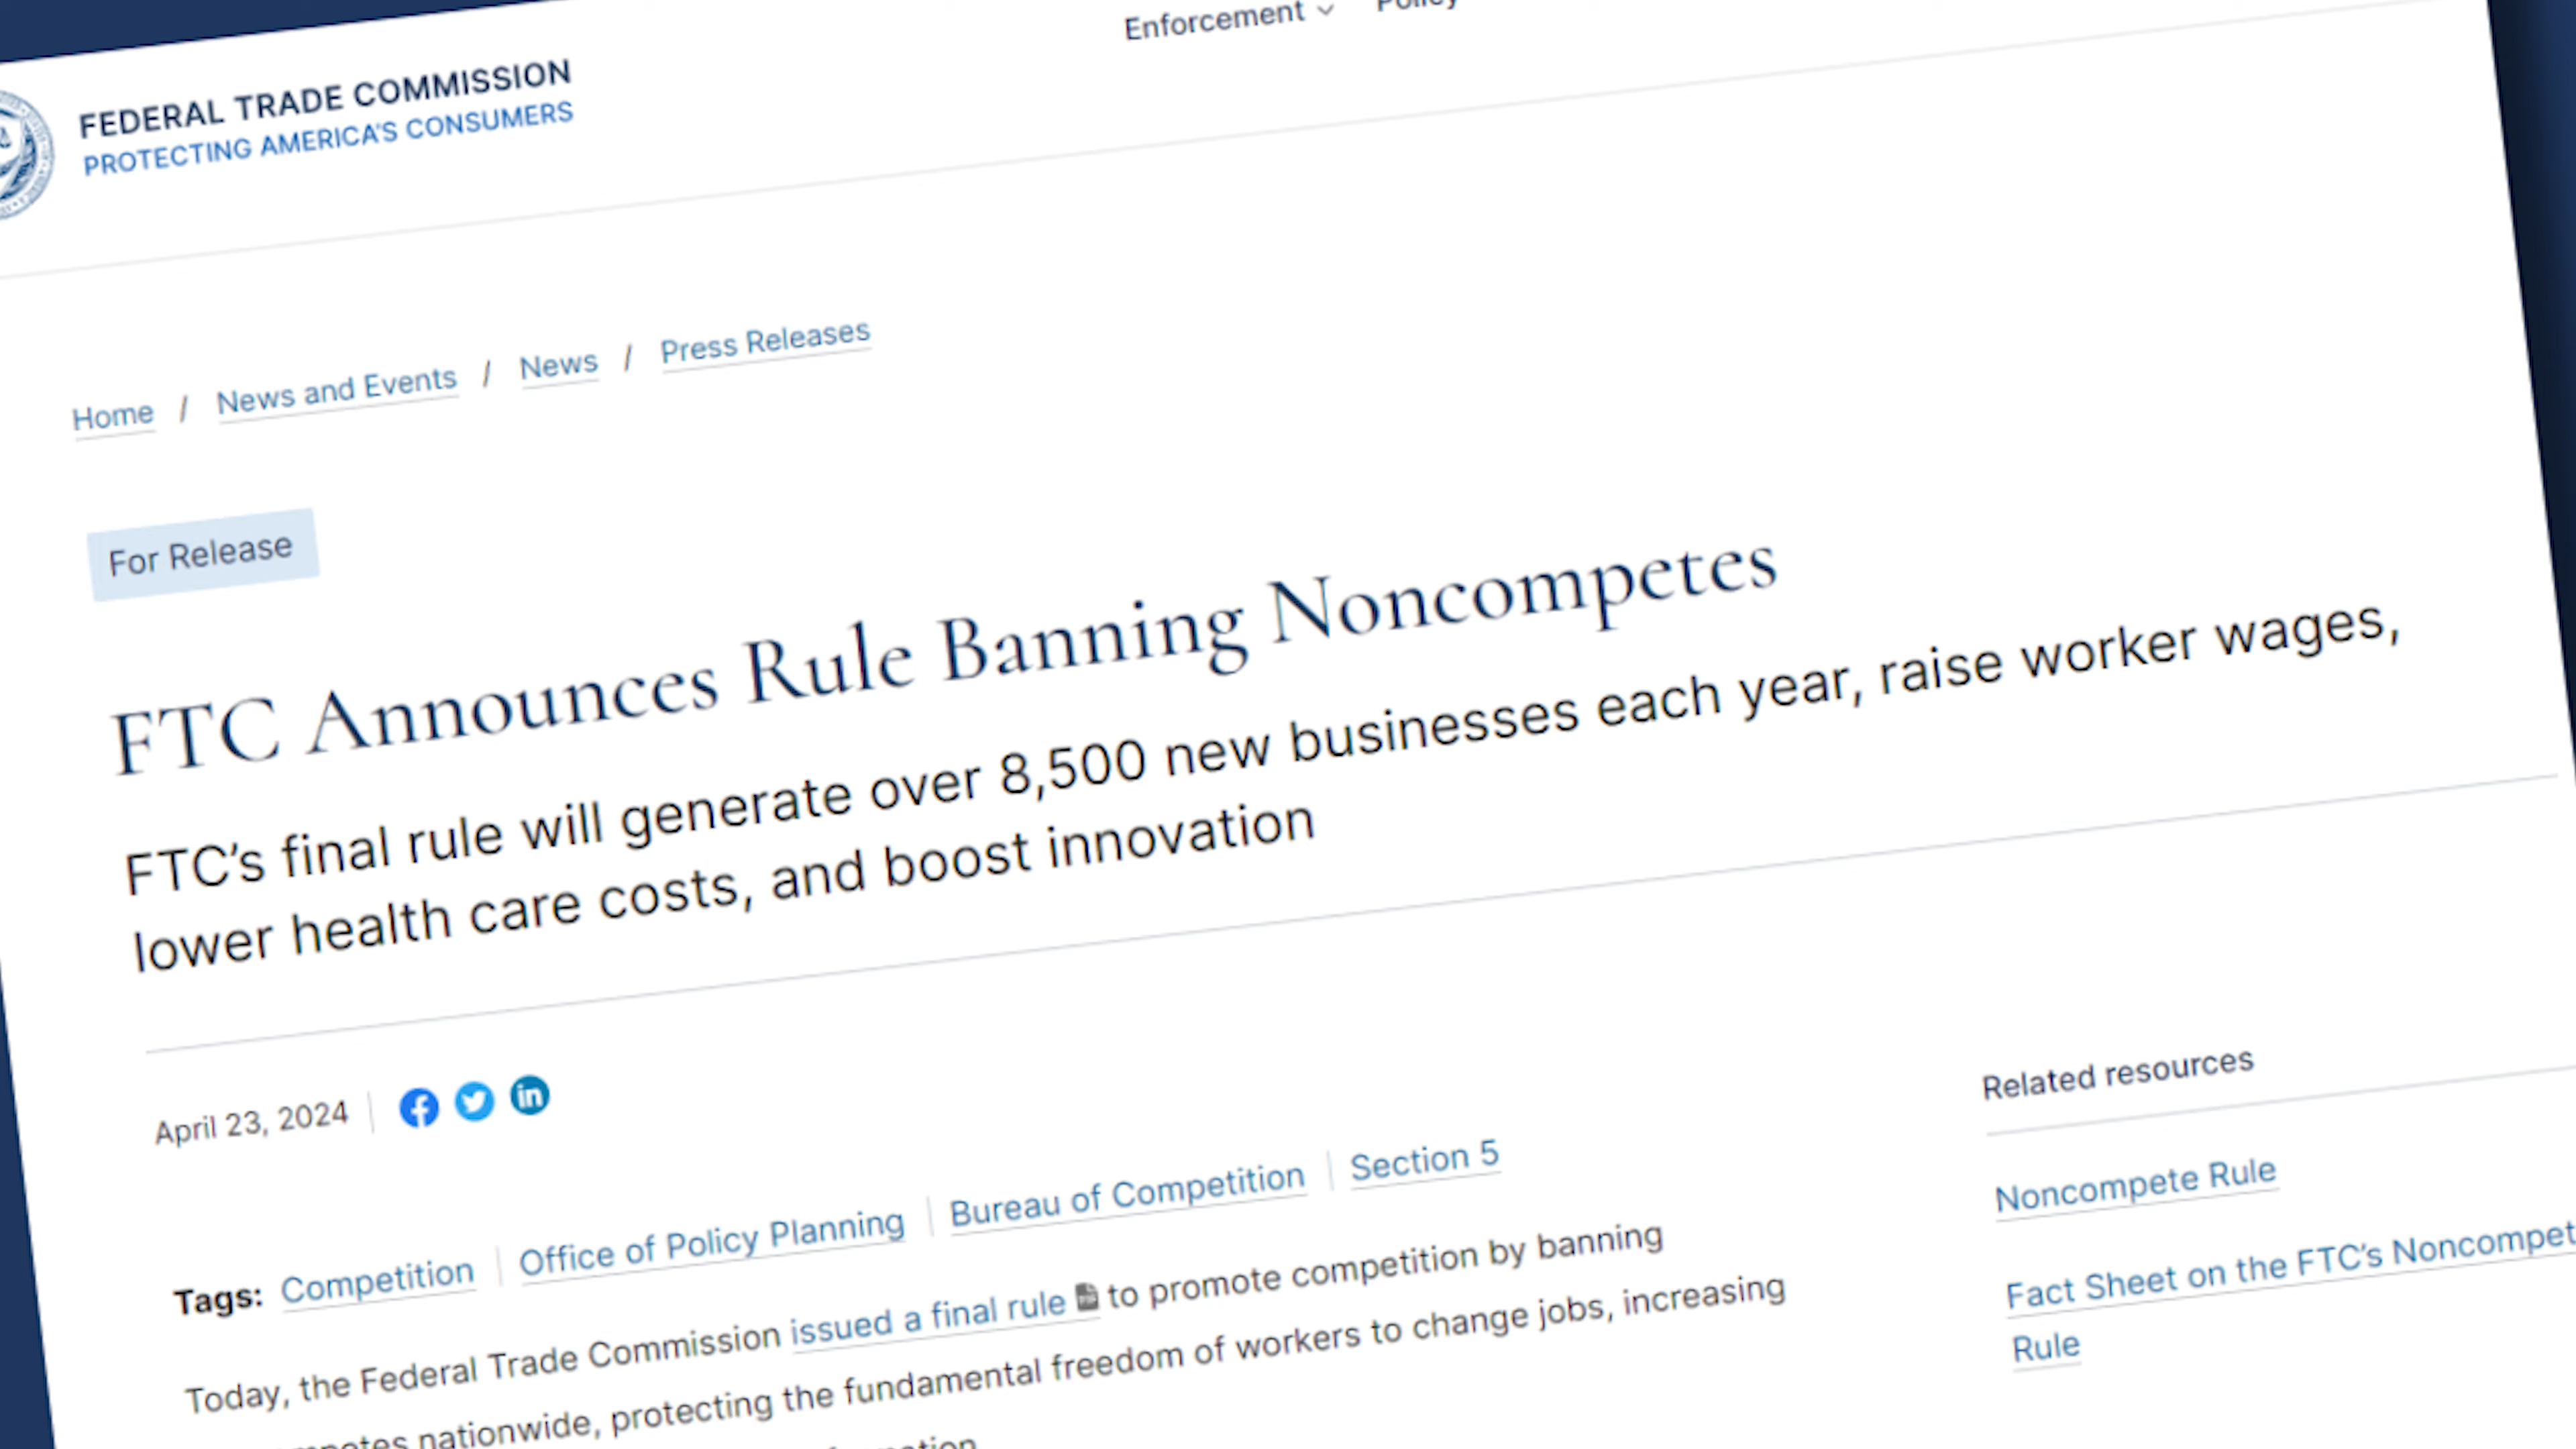 Enforcement
FEDERAL TRADE COMMISSION
PROTECTING AMERICA'S CONSUMERS
Home / News and Events / News / Press Releases
For Release
FTC Announces Rule Banning Noncompetes
FTC’s final rule will generate over 8,500 new businesses each year, raise worker wages,
lower health care costs, and boost innovation
April 23, 2024
Tags: Competition | Office of Policy Planning | Bureau of Competition | Section 5
Today, the Federal Trade Commission issued a final rule to promote competition by banning
nationwide, protecting the fundamental freedom of workers to change jobs, increasing
Related resources
Noncompete Rule
Fact Sheet on the FTC’s
Rule